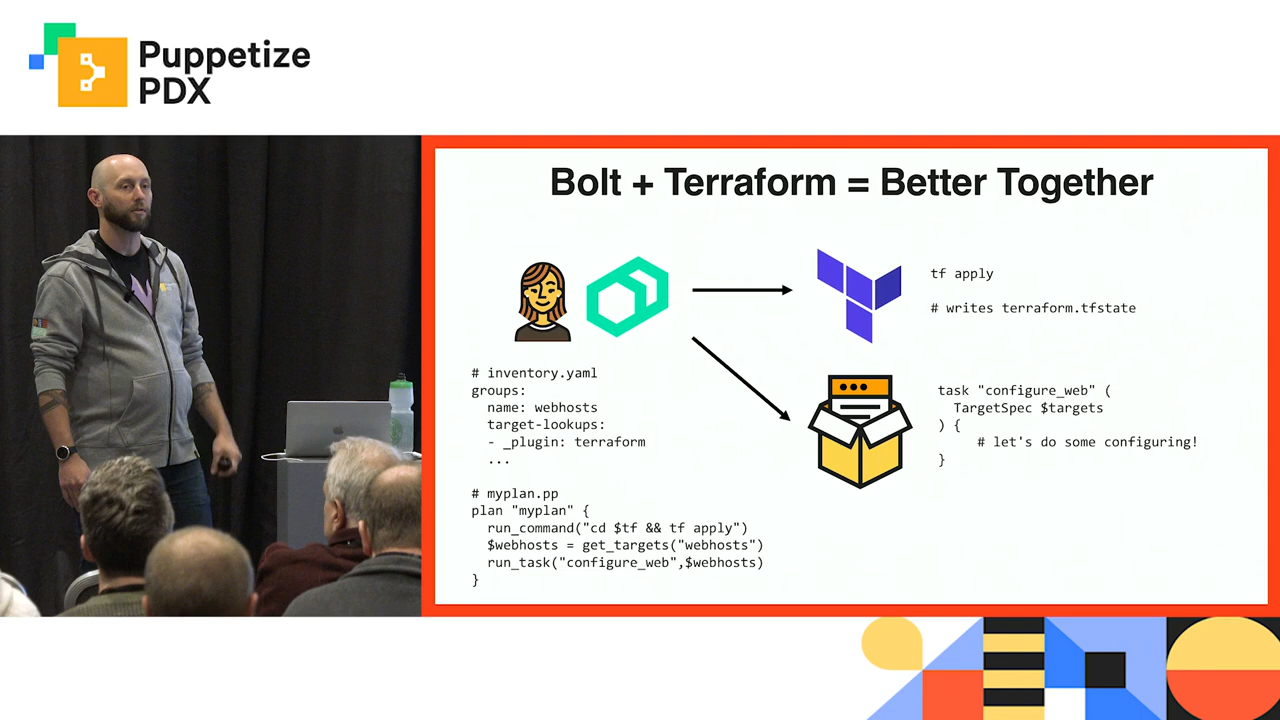 Puppetize
PDX
Bolt + Terraform = Better Together
tf apply
# writes terraform.tfstate
# inventory.yaml
groups:
  name: webhosts
  target-lookups:
  - _plugin: terraform
  ...
task "configure_web" (
  TargetSpec $targets
) {
     # let's do some configuring!
}
# myplan.pp
plan "myplan" {
  run_command("cd $tf && tf apply")
  $webhosts = get_targets("webhosts")
  run_task("configure_web",$webhosts)
}